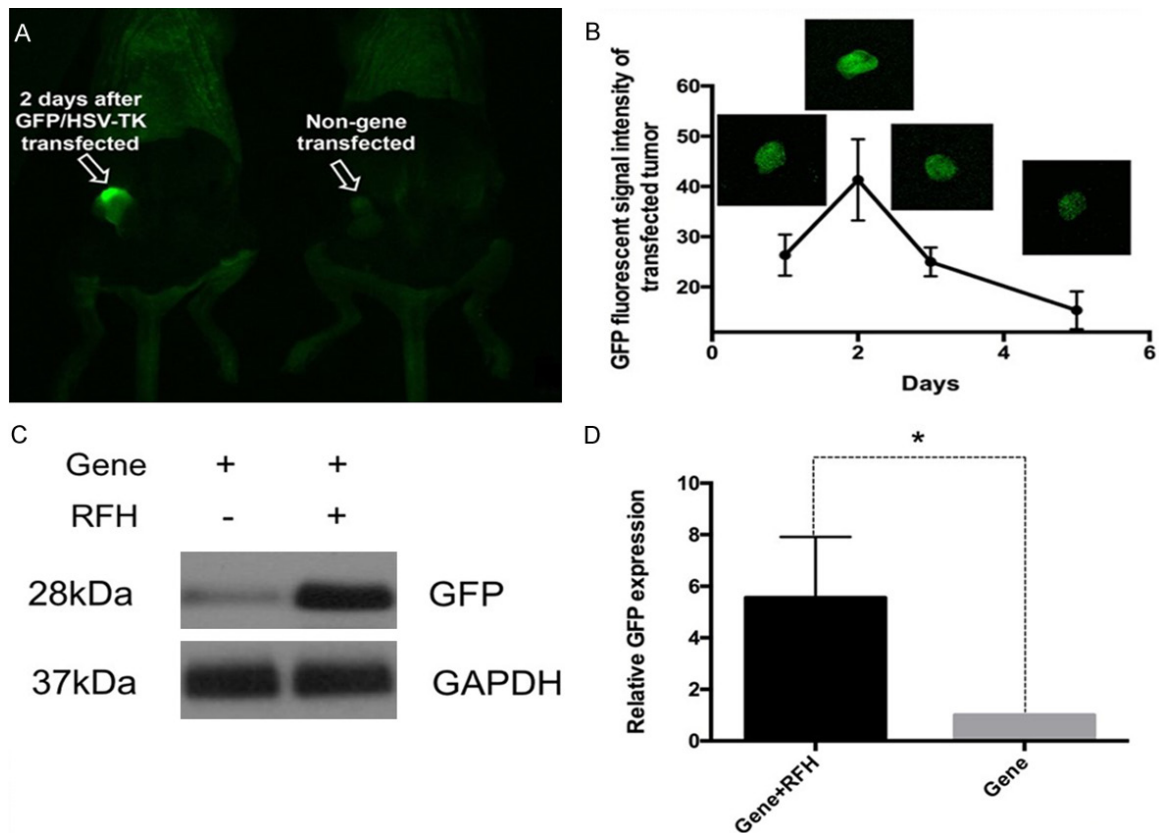 A
2 days after
GFP/HSV-TK
transfected
Non-gene
transfected
B
GFP fluorescent signal intensity of
transfected tumor
60
50
40
30
20
0
2
4
6
Days
C
Gene + +
RFH - +
28kDa GFP
37kDa GAPDH
D
*
Relative GFP expression
10
8
6
4
2
0
Gene+RFH
Gene